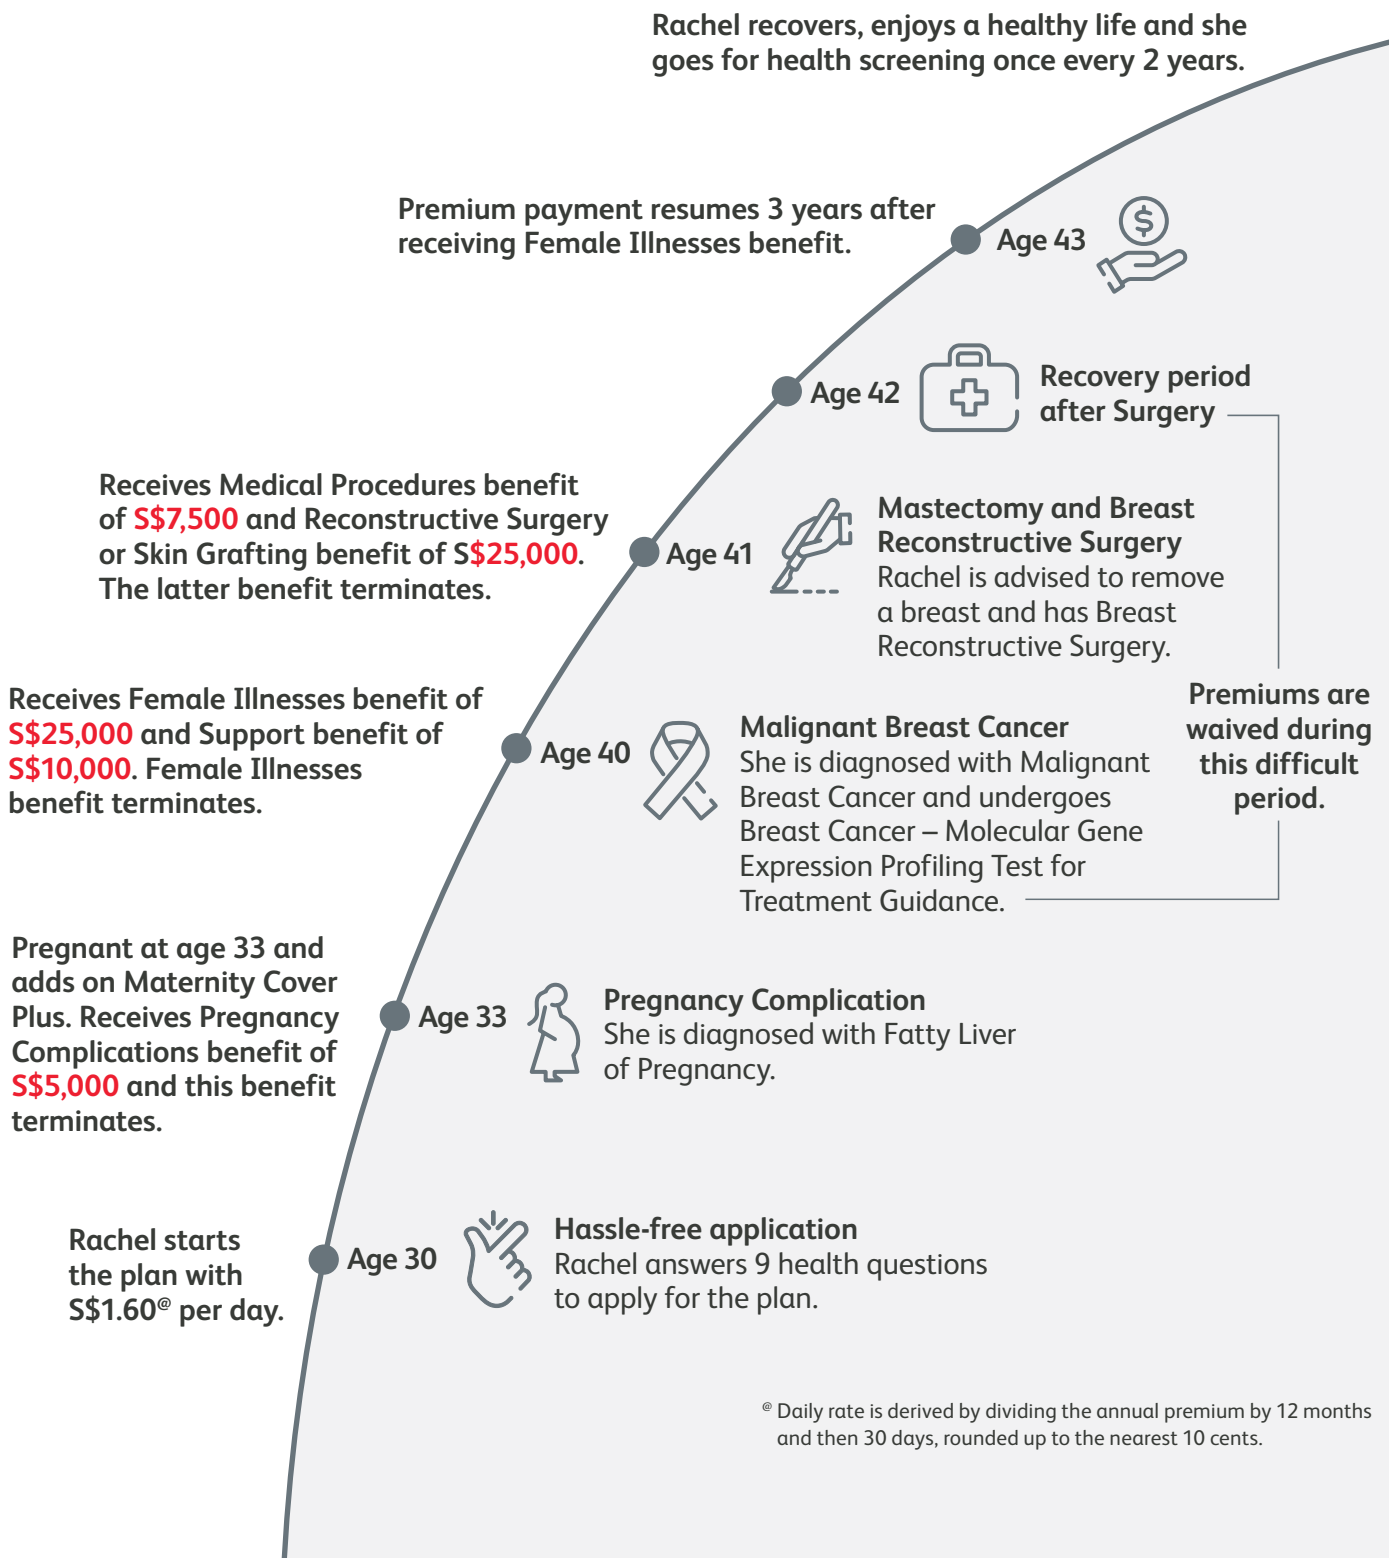 Rachel recovers, enjoys a healthy life and she
goes for health screening once every 2 years.
Premium payment resumes 3 years after
receiving Female Illnesses benefit.
Age 43
$
Age 42
Recovery period
after Surgery
Receives Medical Procedures benefit
of S$7,500 and Reconstructive Surgery
or Skin Grafting benefit of S$25,000.
The latter benefit terminates.
Age 41
Mastectomy and Breast
Reconstructive Surgery
Rachel is advised to remove
a breast and has Breast
Reconstructive Surgery.
Premiums are
waived during
this difficult
period.
Receives Female Illnesses benefit of
S$25,000 and Support benefit of
S$10,000. Female Illnesses
benefit terminates.
Age 40
Malignant Breast Cancer
She is diagnosed with Malignant
Breast Cancer and undergoes
Breast Cancer – Molecular Gene
Expression Profiling Test for
Treatment Guidance.
Pregnant at age 33 and
adds on Maternity Cover
Plus. Receives Pregnancy
Complications benefit of
S$5,000 and this benefit
terminates.
Age 33
Pregnancy Complication
She is diagnosed with Fatty Liver
of Pregnancy.
Rachel starts
the plan with
S$1.60@ per day.
Age 30
Hassle-free application
Rachel answers 9 health questions
to apply for the plan.
@ Daily rate is derived by dividing the annual premium by 12 months
and then 30 days, rounded up to the nearest 10 cents.